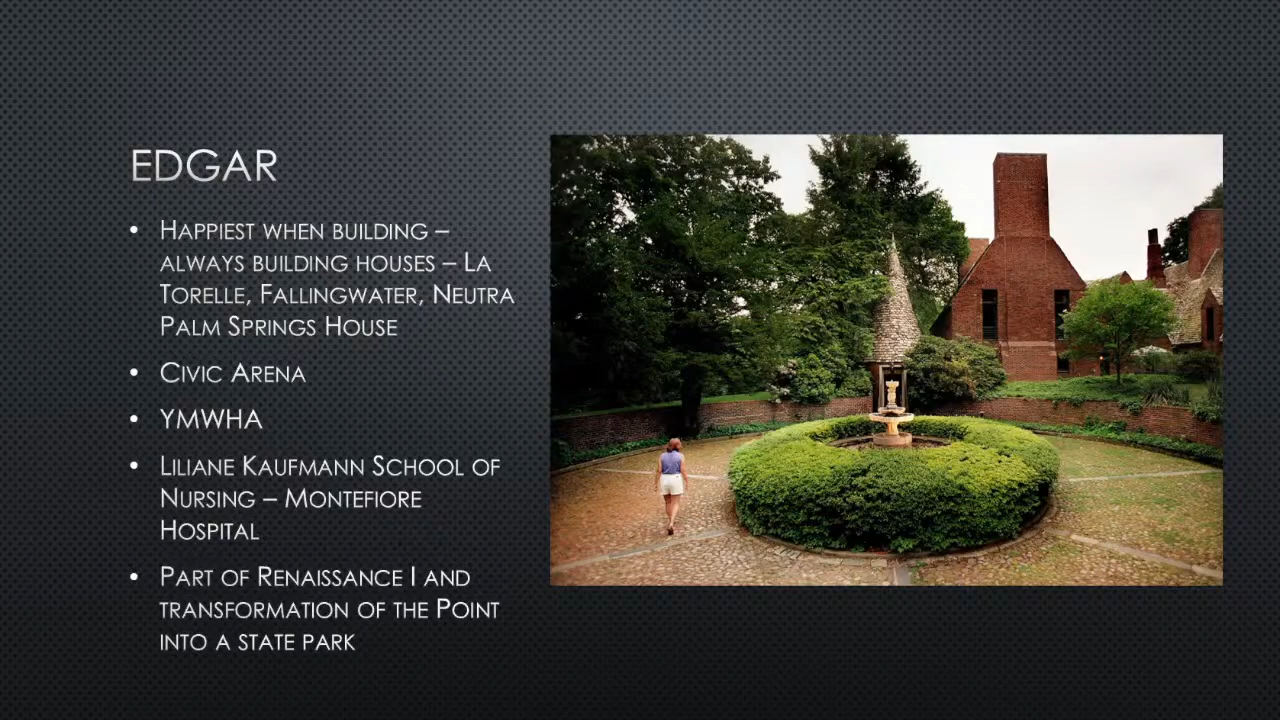 EDGAR
• HAPPIEST WHEN BUILDING –
ALWAYS BUILDING HOUSES – LA
TORELLE, FALLINGWATER, NEUTRA
PALM SPRINGS HOUSE
• CIVIC ARENA
• YMWHA
• LILIANE KAUFMANN SCHOOL OF
NURSING – MONTEFIORE
HOSPITAL
• PART OF RENAISSANCE I AND
TRANSFORMATION OF THE POINT
INTO A STATE PARK